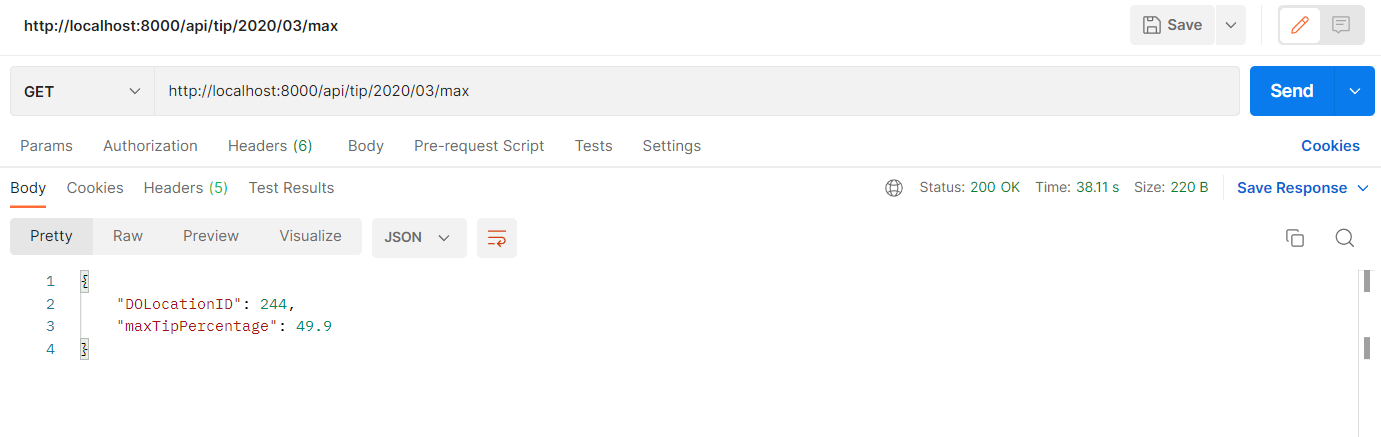 http://localhost:8000/api/tip/2020/03/max Save
GET http://localhost:8000/api/tip/2020/03/max Send
Params Authorization Headers (6) Body Pre-request Script Tests Settings Cookies
Body Cookies Headers (5) Test Results Status: 200 OK Time: 38.11 s Size: 220 B Save Response
Pretty Raw Preview Visualize JSON
1 {
2 "DOLocationID": 244,
3 "maxTipPercentage": 49.9
4 }